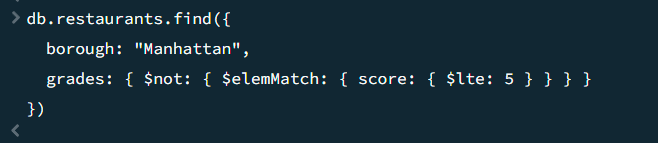 > db.restaurants.find({
borough: "Manhattan",
grades: { $not: { $elemMatch: { score: { $lte: 5 } } } }
})
<